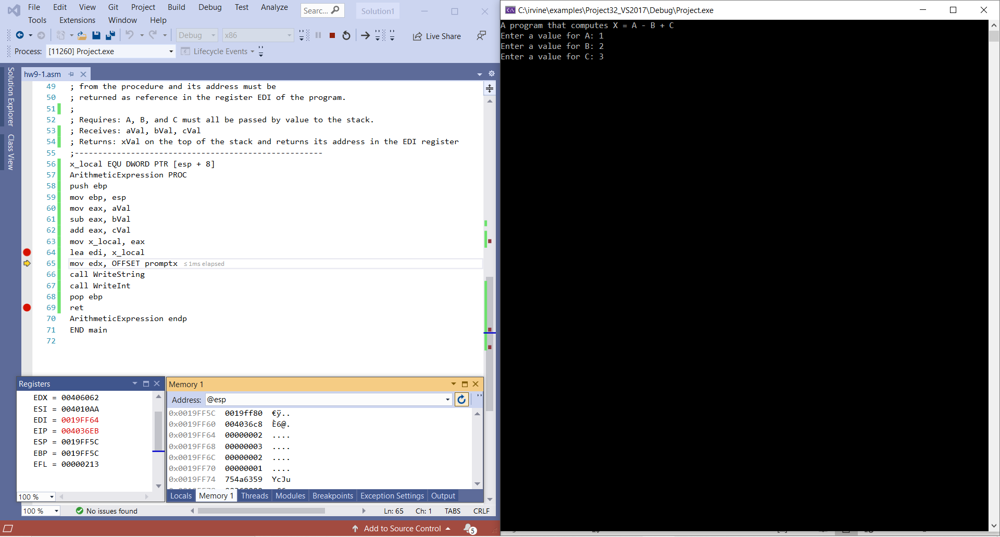 File Edit View Git Project Build Debug Test Analyze Searc... Solution1
Tools Extensions Window Help
Debug x86 Live Share
Process: [11260] Project.exe Lifecycle Events
Solution Explorer
Class View
hw9-1.asm
49 ; from the procedure and its address must be
50 ; returned as reference in the register EDI of the program.
51 ;
52 ; Requires: A, B, and C must all be passed by value to the stack.
53 ; Receives: aVal, bVal, cVal
54 ; Returns: xVal on the top of the stack and returns its address in the EDI register
55 ;-----------------------------------------------------
56 x_local EQU DWORD PTR [esp + 8]
57 ArithmeticExpression PROC
58 push ebp
59 mov ebp, esp
60 mov eax, aVal
61 sub eax, bVal
62 add eax, cVal
63 mov x_local, eax
64 lea edi, x_local
65 mov edx, OFFSET promptx ≤ 1ms elapsed
66 call WriteString
67 call WriteInt
68 pop ebp
69 ret
70 ArithmeticExpression endp
71 END main
72
Registers
EDX = 00406062
ESI = 004010AA
EDI = 0019FF64
EIP = 004036EB
ESP = 0019FF5C
EBP = 0019FF5C
EFL = 00000213
100 %
Memory 1
Address: @esp
0x0019FF5C 0019ff80 €ÿ..
0x0019FF60 004036c8 È6@.
0x0019FF64 00000002 ....
0x0019FF68 00000003 ....
0x0019FF6C 00000002 ....
0x0019FF70 00000001 ....
0x0019FF74 754a6359 YcJu
Locals Memory 1 Threads Modules Breakpoints Exception Settings Output
100 % No issues found Ln: 65 Ch: 1 TABS CRLF
Add to Source Control 5
C:\irvine\examples\Project32_VS2017\Debug\Project.exe
A program that computes X = A - B + C
Enter a value for A: 1
Enter a value for B: 2
Enter a value for C: 3